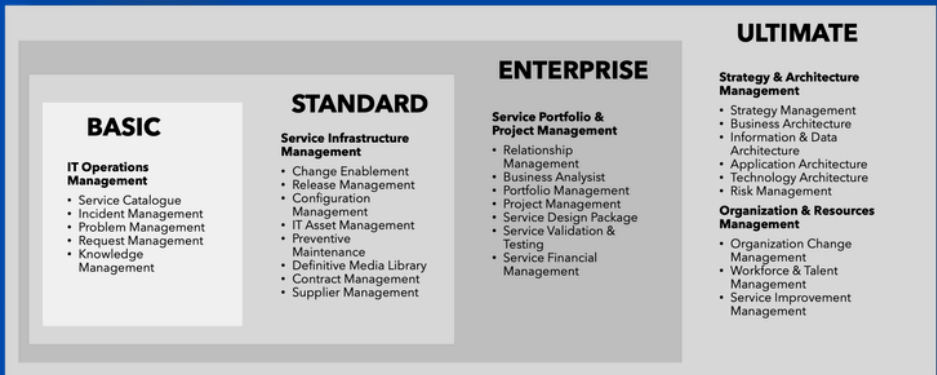 BASIC
IT Operations
Management
• Service Catalogue
• Incident Management
• Problem Management
• Request Management
• Knowledge
Management
STANDARD
Service Infrastructure
Management
• Change Enablement
• Release Management
• Configuration
Management
• IT Asset Management
• Preventive
Maintenance
• Definitive Media Library
• Contract Management
• Supplier Management
ENTERPRISE
Service Portfolio &
Project Management
• Relationship
Management
• Business Analyst
• Portfolio Management
• Project Management
• Service Design Package
• Service Validation &
Testing
• Service Financial
Management
ULTIMATE
Strategy & Architecture
Management
• Strategy Management
• Business Architecture
• Information & Data
Architecture
• Application Architecture
• Technology Architecture
• Risk Management
Organization & Resources
Management
• Organization Change
Management
• Workforce & Talent
Management
• Service Improvement
Management